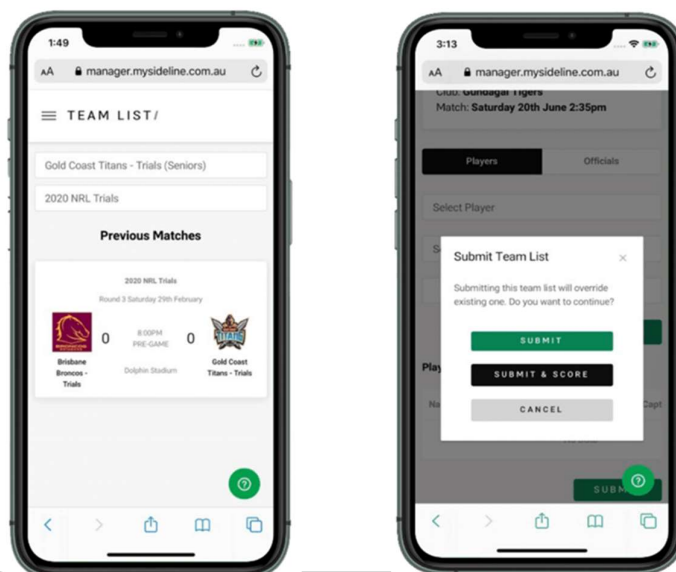 1:49
AA manager.mysideline.com.au
TEAM LIST/
Gold Coast Titans - Trials (Seniors)
2020 NRL Trials
Previous Matches
2020 NRL Trials
Round 3 Saturday 29th February
0 8:00PM 0
PRE-GAME
Brisbane Broncos - Trials
Dolphin Stadium
Gold Coast Titans - Trials
3:13
AA manager.mysideline.com.au
Club: Gundagai Tigers
Match: Saturday 20th June 2:35pm
Players Officials
Select Player
Submit Team List ×
Submitting this team list will override
existing one. Do you want to continue?
SUBMIT
SUBMIT & SCORE
CANCEL
Play
Na Capt
SUBM